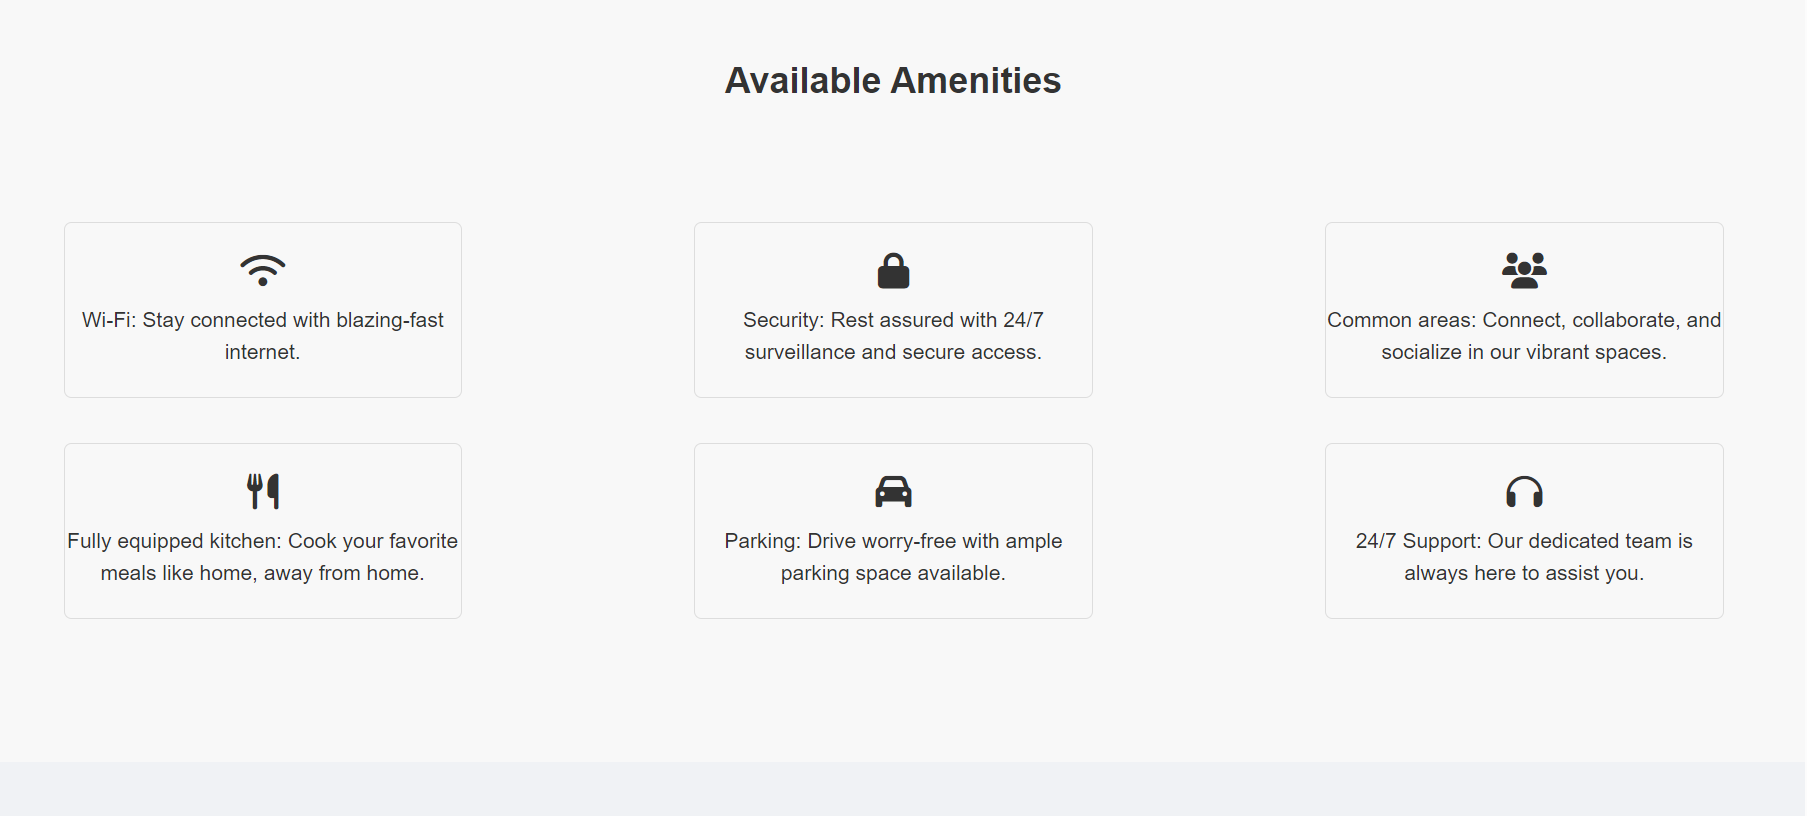 Available Amenities
Wi-Fi: Stay connected with blazing-fast
internet.
Security: Rest assured with 24/7
surveillance and secure access.
Common areas: Connect, collaborate, and
socialize in our vibrant spaces.
Fully equipped kitchen: Cook your favorite
meals like home, away from home.
Parking: Drive worry-free with ample
parking space available.
24/7 Support: Our dedicated team is
always here to assist you.